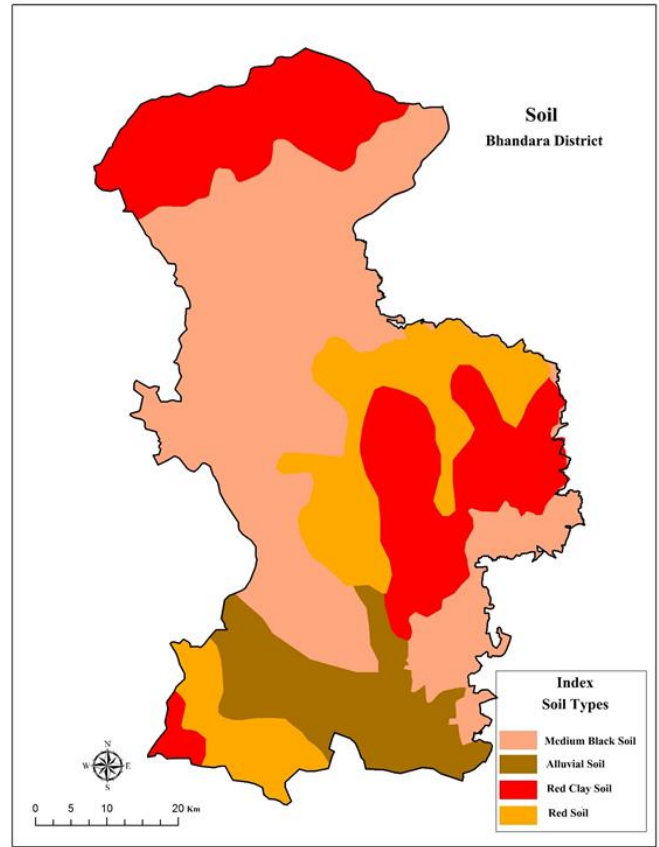 Soil
Bhandara District
Index
Soil Types
Medium Black Soil
Alluvial Soil
Red Clay Soil
Red Soil
N
W E
S
0 5 10 20 Km